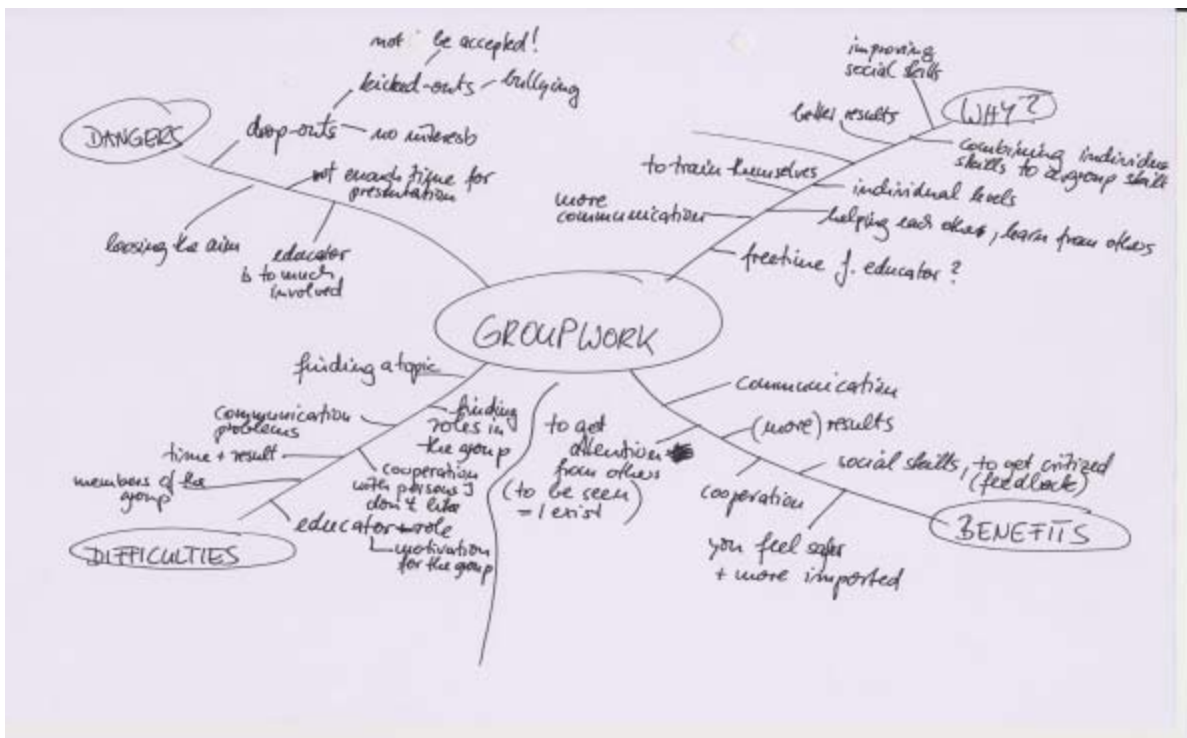 DANGERS
not be accepted!
kicked-outs
bullying
drop-outs
no interest
not enough time for
presentation
loosing the aim
educator
is to much
involved
WHY?
improving
social skills
better results
combining individual
skills to a group skill
to train themselves
individual levels
more
communication
helping each other, learn from others
freetime f. educator?
GROUPWORK
finding a topic
finding
roles in
the group
communication
problems
time + result
cooperation
with persons I
don't like
members of the
group
educator role
motivation
for the group
DIFFICULTIES
to get
attention
from others
(to be seen
= I exist)
communication
(more) results
social skills, to get critized
(feedback)
cooperation
you feel safer
+ more imported
BENEFITS